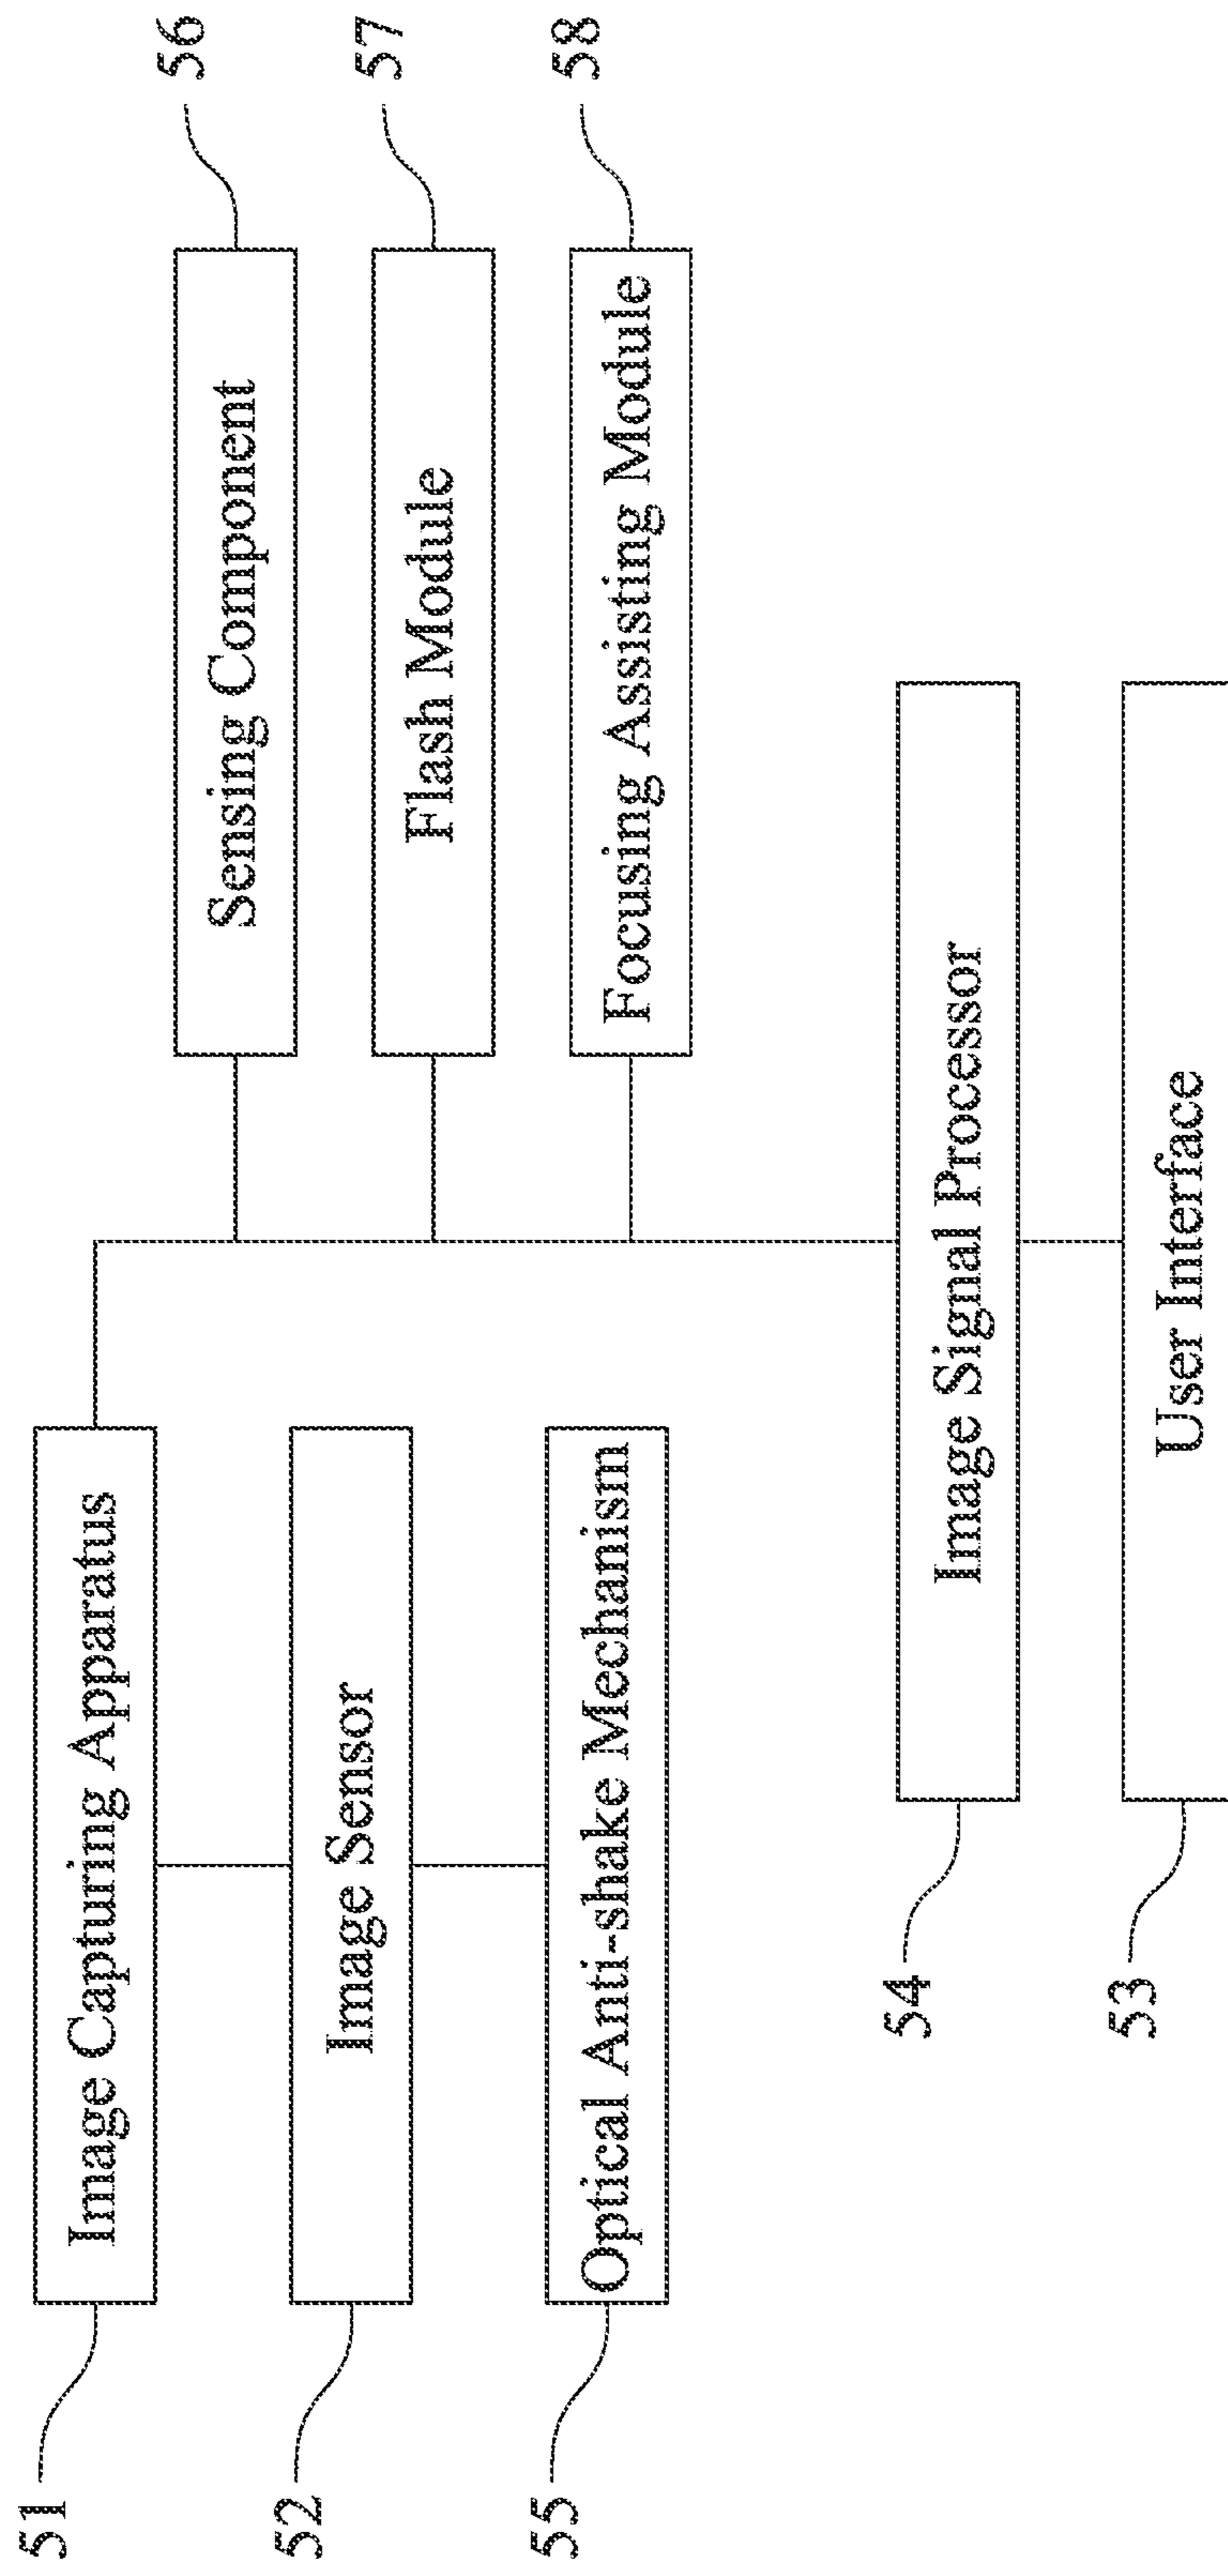 51
Image Capturing Apparatus
52
Image Sensor
55
Optical Anti-shake Mechanism
Sensing Component
56
Flash Module
57
Focusing Assisting Module
58
54
Image Signal Processor
53
User Interface